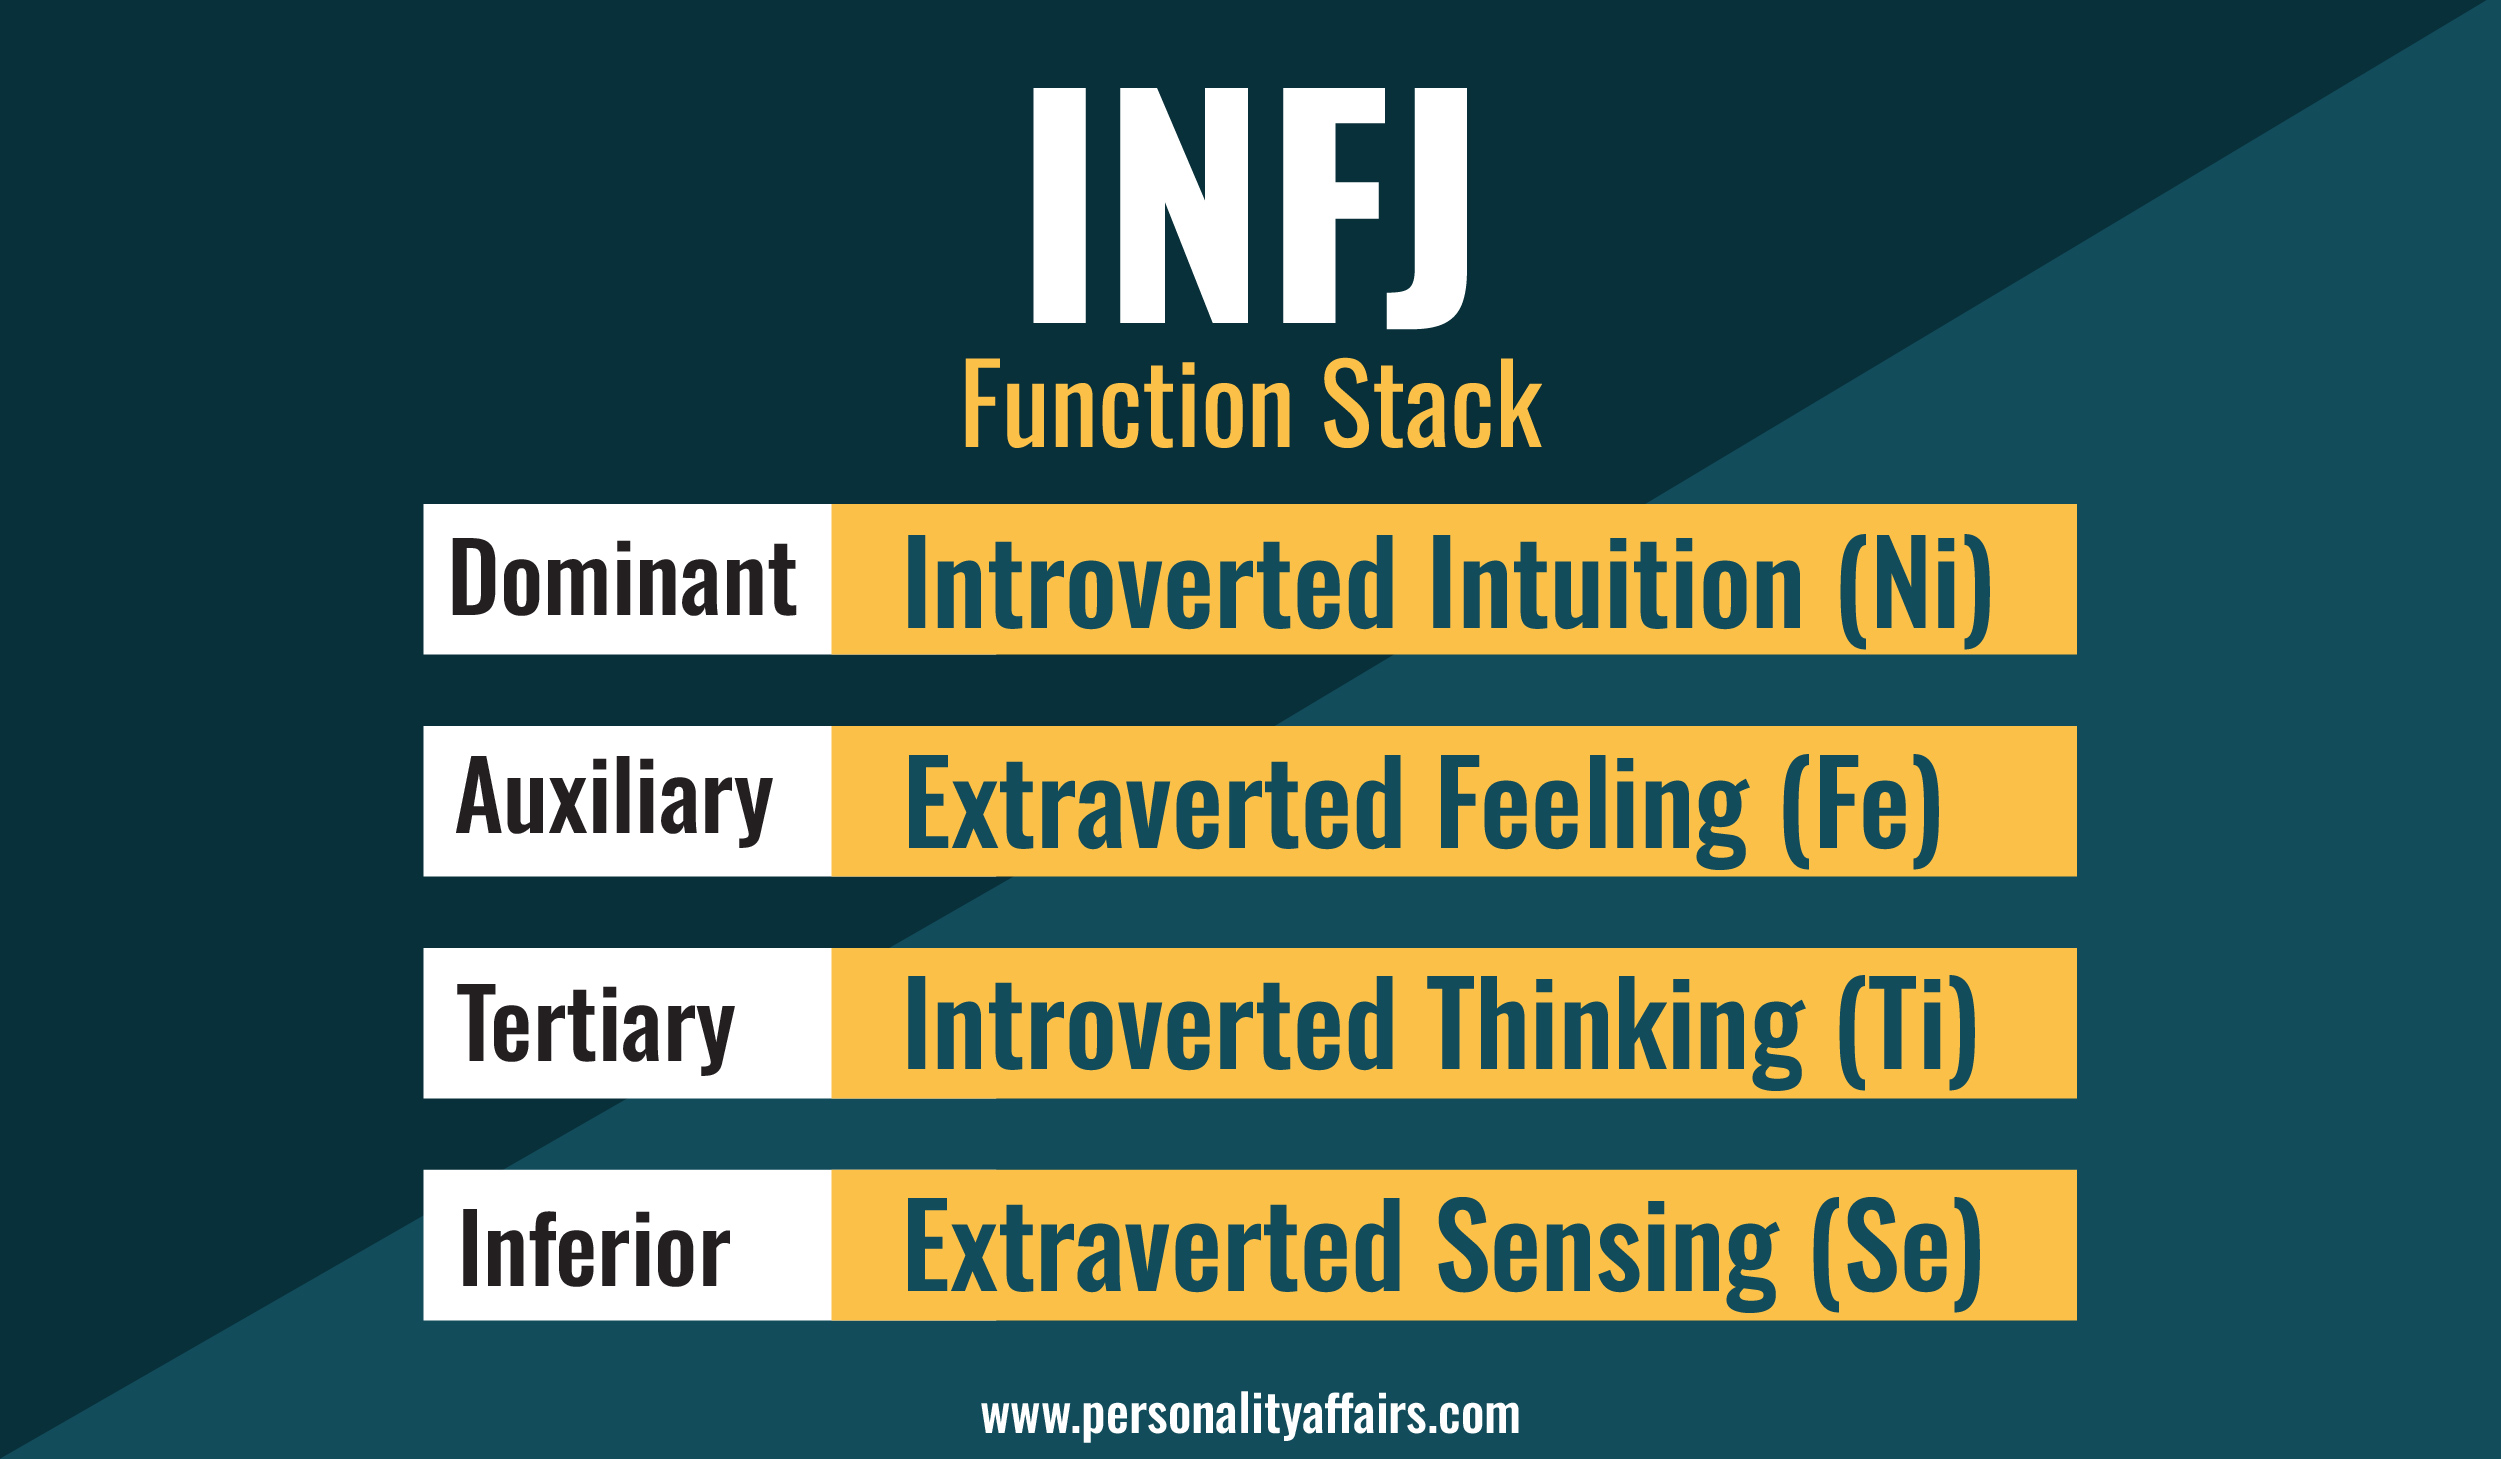 INFJ
Function Stack
Dominant Introverted Intuition (Ni)
Auxiliary Extraverted Feeling (Fe)
Tertiary Introverted Thinking (Ti)
Inferior Extraverted Sensing (Se)
www.personalityaffairs.com